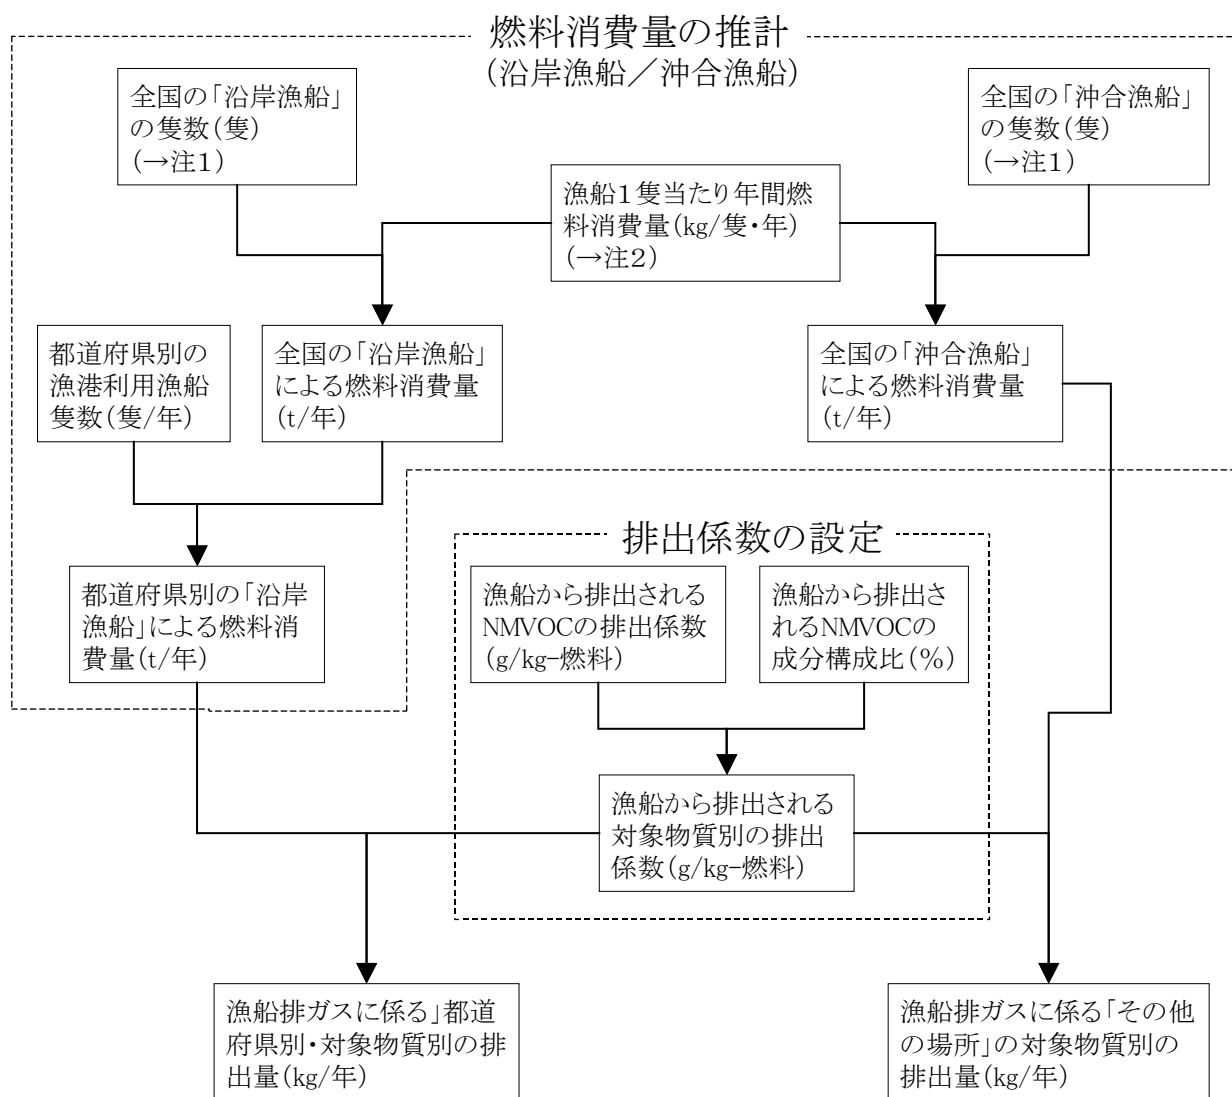 燃料消費量の推計
(沿岸漁船／沖合漁船)
全国の「沿岸漁船」
の隻数(隻)
(→注１)
全国の「沖合漁船」
の隻数(隻)
(→注１)
漁船１隻当たり年間燃
料消費量(kg/隻・年)
(→注２)
都道府県別の
漁港利用漁船
隻数(隻/年)
全国の「沿岸漁船」
による燃料消費量
(t/年)
全国の「沖合漁船」
による燃料消費量
(t/年)
排出係数の設定
都道府県別の「沿岸
漁船」による燃料消
費量(t/年)
漁船から排出される
NMVOCの排出係数
(g/kg-燃料)
漁船から排出さ
れるNMVOCの
成分構成比(%)
漁船から排出される
対象物質別の排出
係数(g/kg-燃料)
漁船排ガスに係る」都道
府県別・対象物質別の排
出量(kg/年)
漁船排ガスに係る「その他
の場所」の対象物質別の
排出量(kg/年)